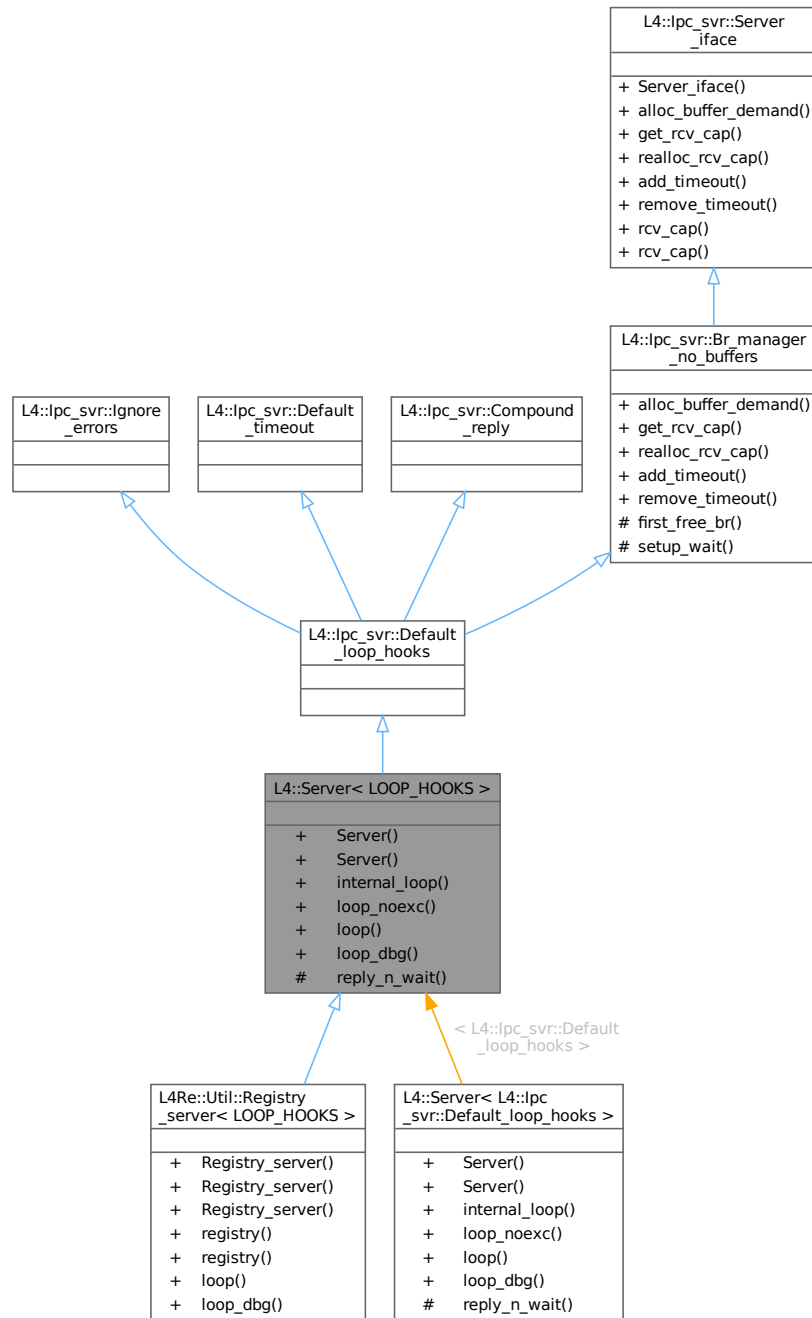 L4::Ipc_svr::Server
_iface
+ Server_iface()
+ alloc_buffer_demand()
+ get_rcv_cap()
+ realloc_rcv_cap()
+ add_timeout()
+ remove_timeout()
+ rcv_cap()
+ rcv_cap()
L4::Ipc_svr::Br_manager
_no_buffers
+ alloc_buffer_demand()
+ get_rcv_cap()
+ realloc_rcv_cap()
+ add_timeout()
+ remove_timeout()
# first_free_br()
# setup_wait()
L4::Ipc_svr::Ignore
_errors
L4::Ipc_svr::Default
_timeout
L4::Ipc_svr::Compound
_reply
L4::Ipc_svr::Default
_loop_hooks
L4::Server< LOOP_HOOKS >
+ Server()
+ Server()
+ internal_loop()
+ loop_noexc()
+ loop()
+ loop_dbg()
# reply_n_wait()
< L4::Ipc_svr::Default
_loop_hooks >
L4Re::Util::Registry
_server< LOOP_HOOKS >
+ Registry_server()
+ Registry_server()
+ Registry_server()
+ registry()
+ registry()
+ loop()
+ loop_dbg()
L4::Server< L4::Ipc
_svr::Default_loop_hooks >
+ Server()
+ Server()
+ internal_loop()
+ loop_noexc()
+ loop()
+ loop_dbg()
# reply_n_wait()